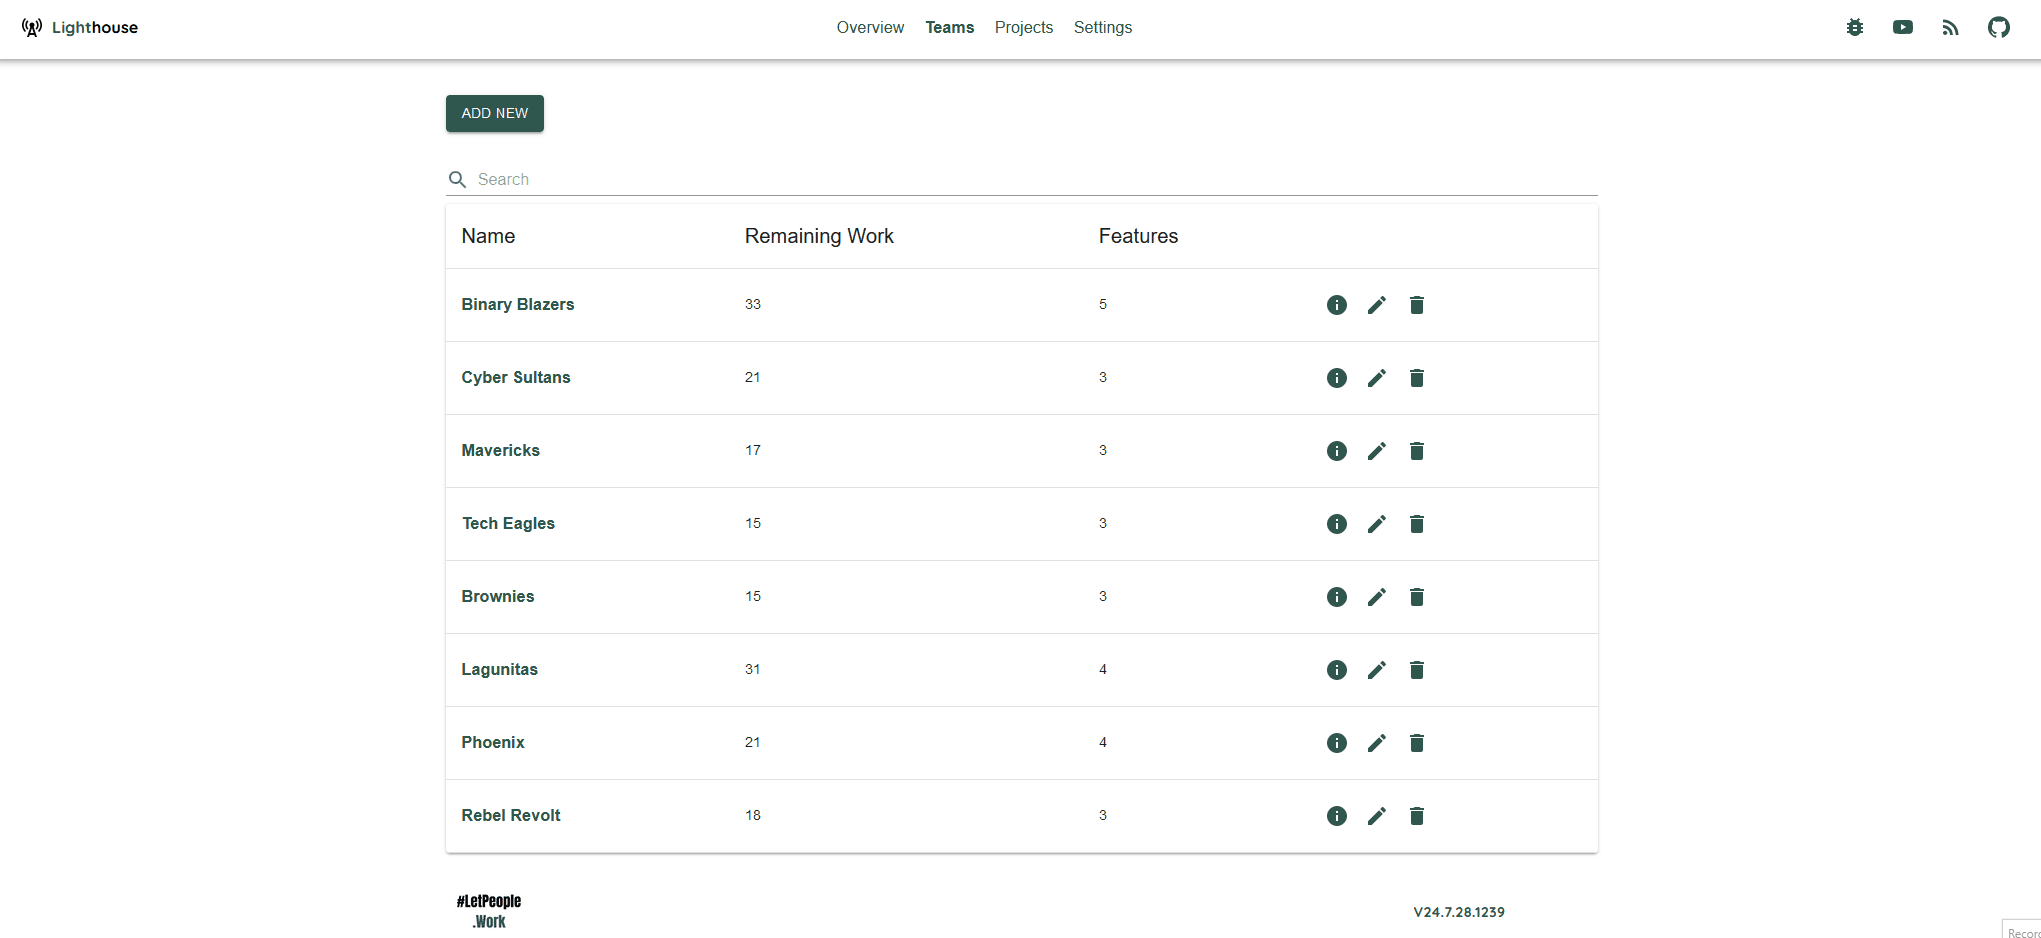 Lighthouse Overview Teams Projects Settings
ADD NEW
Search
Name Remaining Work Features
Binary Blazers 33 5
Cyber Sultans 21 3
Mavericks 17 3
Tech Eagles 15 3
Brownies 15 3
Lagunitas 31 4
Phoenix 21 4
Rebel Revolt 18 3
#LetPeople
.Work
V24.7.28.1239